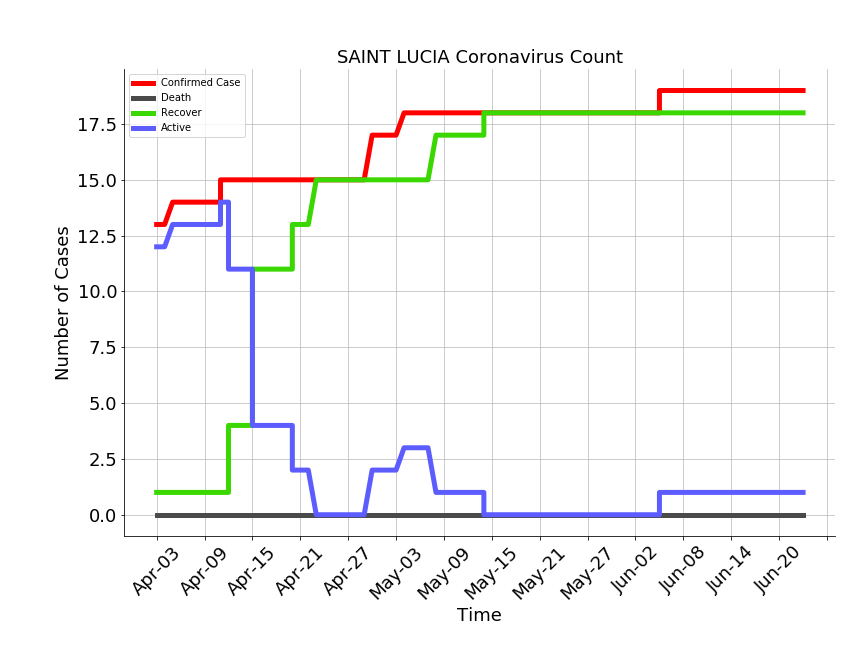 SAINT LUCIA Coronavirus Count
Confirmed Case
Death
Recover
Active
Number of Cases
17.5
15.0
12.5
10.0
7.5
5.0
2.5
0.0
Apr-03
Apr-09
Apr-15
Apr-21
Apr-27
May-03
May-09
May-15
May-21
May-27
Jun-02
Jun-08
Jun-14
Jun-20
Time